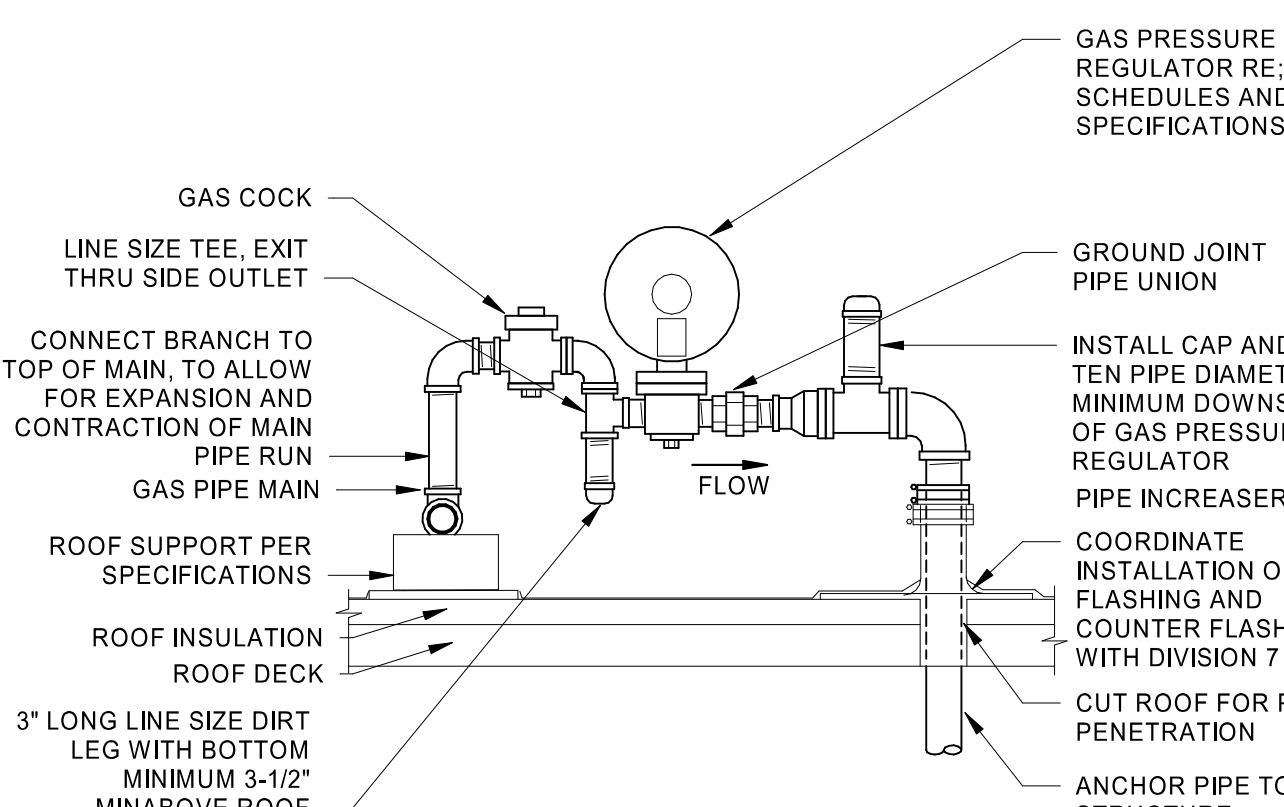 GAS PRESSURE
REGULATOR RE;
SCHEDULES AND
SPECIFICATIONS
GAS COCK
LINE SIZE TEE, EXIT
THRU SIDE OUTLET
GROUND JOINT
PIPE UNION
CONNECT BRANCH TO
TOP OF MAIN, TO ALLOW
FOR EXPANSION AND
CONTRACTION OF MAIN
PIPE RUN
INSTALL CAP AND
TEN PIPE
MINIMUM
OF GAS
REGULATOR
GAS PIPE MAIN
FLOW
PIPE INCREASER
ROOF SUPPORT PER
SPECIFICATIONS
COORDINATE
INSTALLATION
FLASHING AND
COUNTER
WITH DIVISION 7
ROOF INSULATION
ROOF DECK
CUT ROOF FOR
PENETRATION
3" LONG LINE SIZE DIRT
LEG WITH BOTTOM
MINIMUM 3-1/2"
MINABOVE ROOF
ANCHOR PIPE TO
STRUCTURE